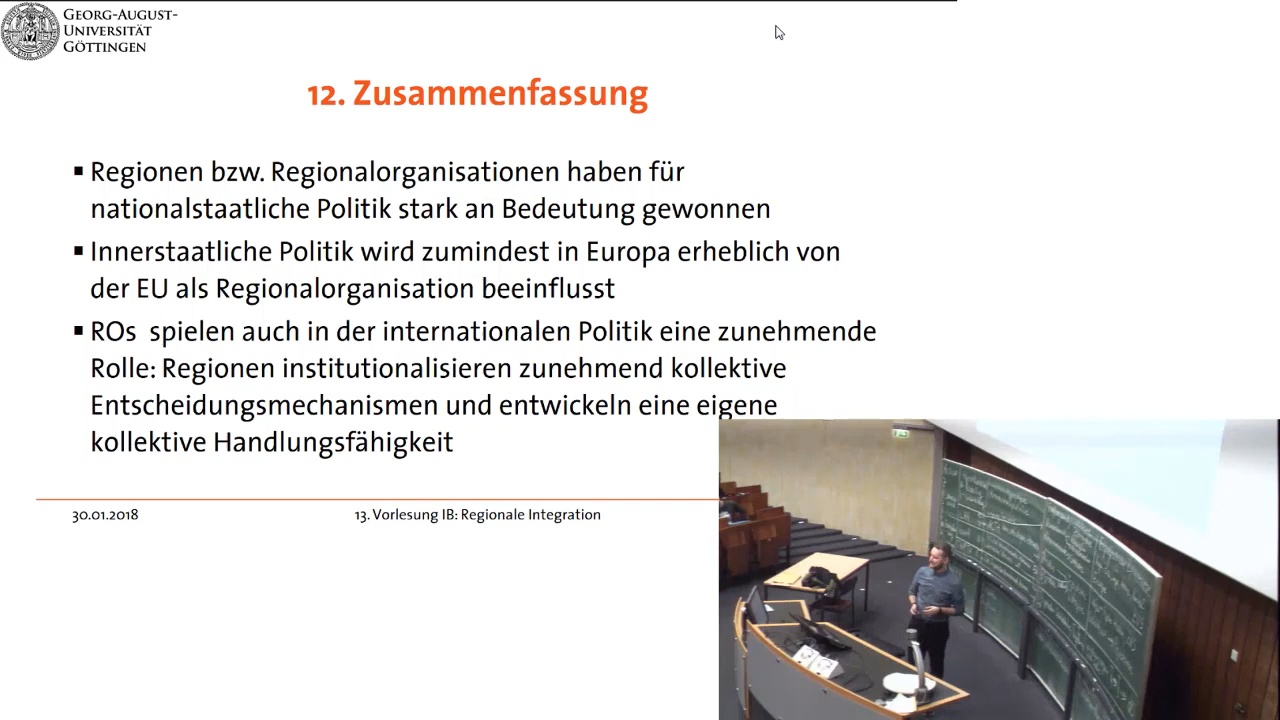 GEORG-AUGUST-
UNIVERSITÄT
GÖTTINGEN
12. Zusammenfassung
▪ Regionen bzw. Regionalorganisationen haben für
nationalstaatliche Politik stark an Bedeutung gewonnen
▪ Innerstaatliche Politik wird zumindest in Europa erheblich von
der EU als Regionalorganisation beeinflusst
▪ ROs spielen auch in der internationalen Politik eine zunehmende
Rolle: Regionen institutionalisieren zunehmend kollektive
Entscheidungsmechanismen und entwickeln eine eigene
kollektive Handlungsfähigkeit
30.01.2018
13. Vorlesung IB: Regionale Integration